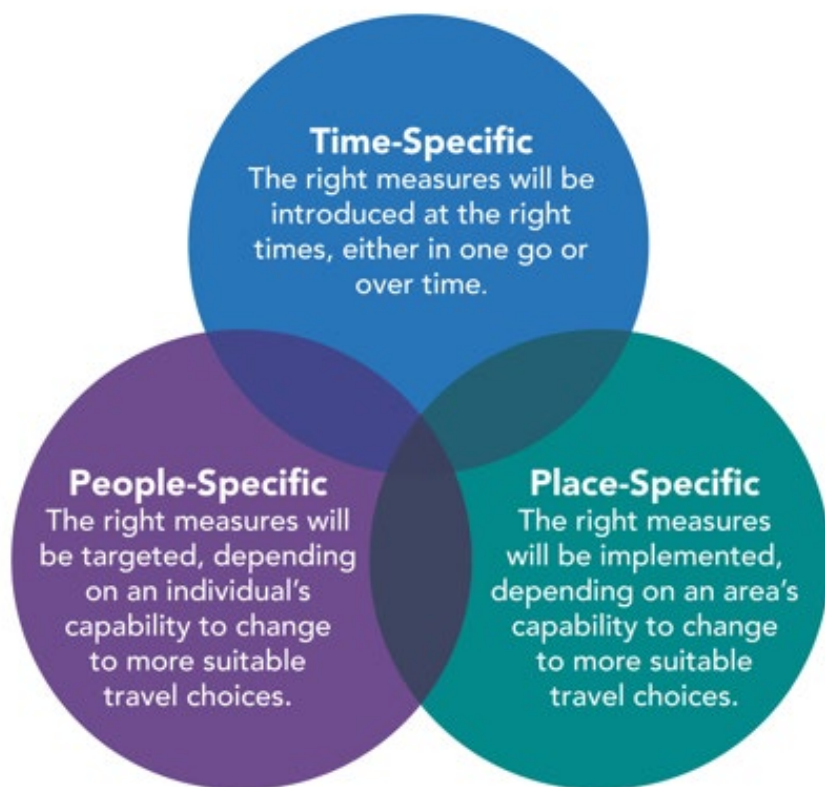 Time-Specific
The right measures will be
introduced at the right
times, either in one go or
over time.
People-Specific
The right measures will
be targeted, depending
on an individual’s
capability to change
to more suitable
travel choices.
Place-Specific
The right measures
will be implemented,
depending on an area’s
capability to change
to more suitable
travel choices.